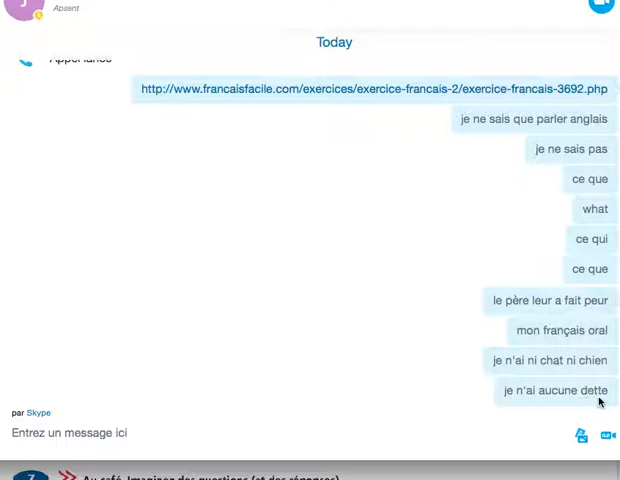 Absent
Today
Appel lancé
http://www.francaisfacile.com/exercices/exercice-francais-2/exercice-francais-3692.php
je ne sais que parler anglais
je ne sais pas
ce que
what
ce qui
ce que
le père leur a fait peur
mon français oral
je n'ai ni chat ni chien
je n'ai aucune dette
par Skype
Entrez un message ici
7 Au café. Imaginez des questions (et des réponses)